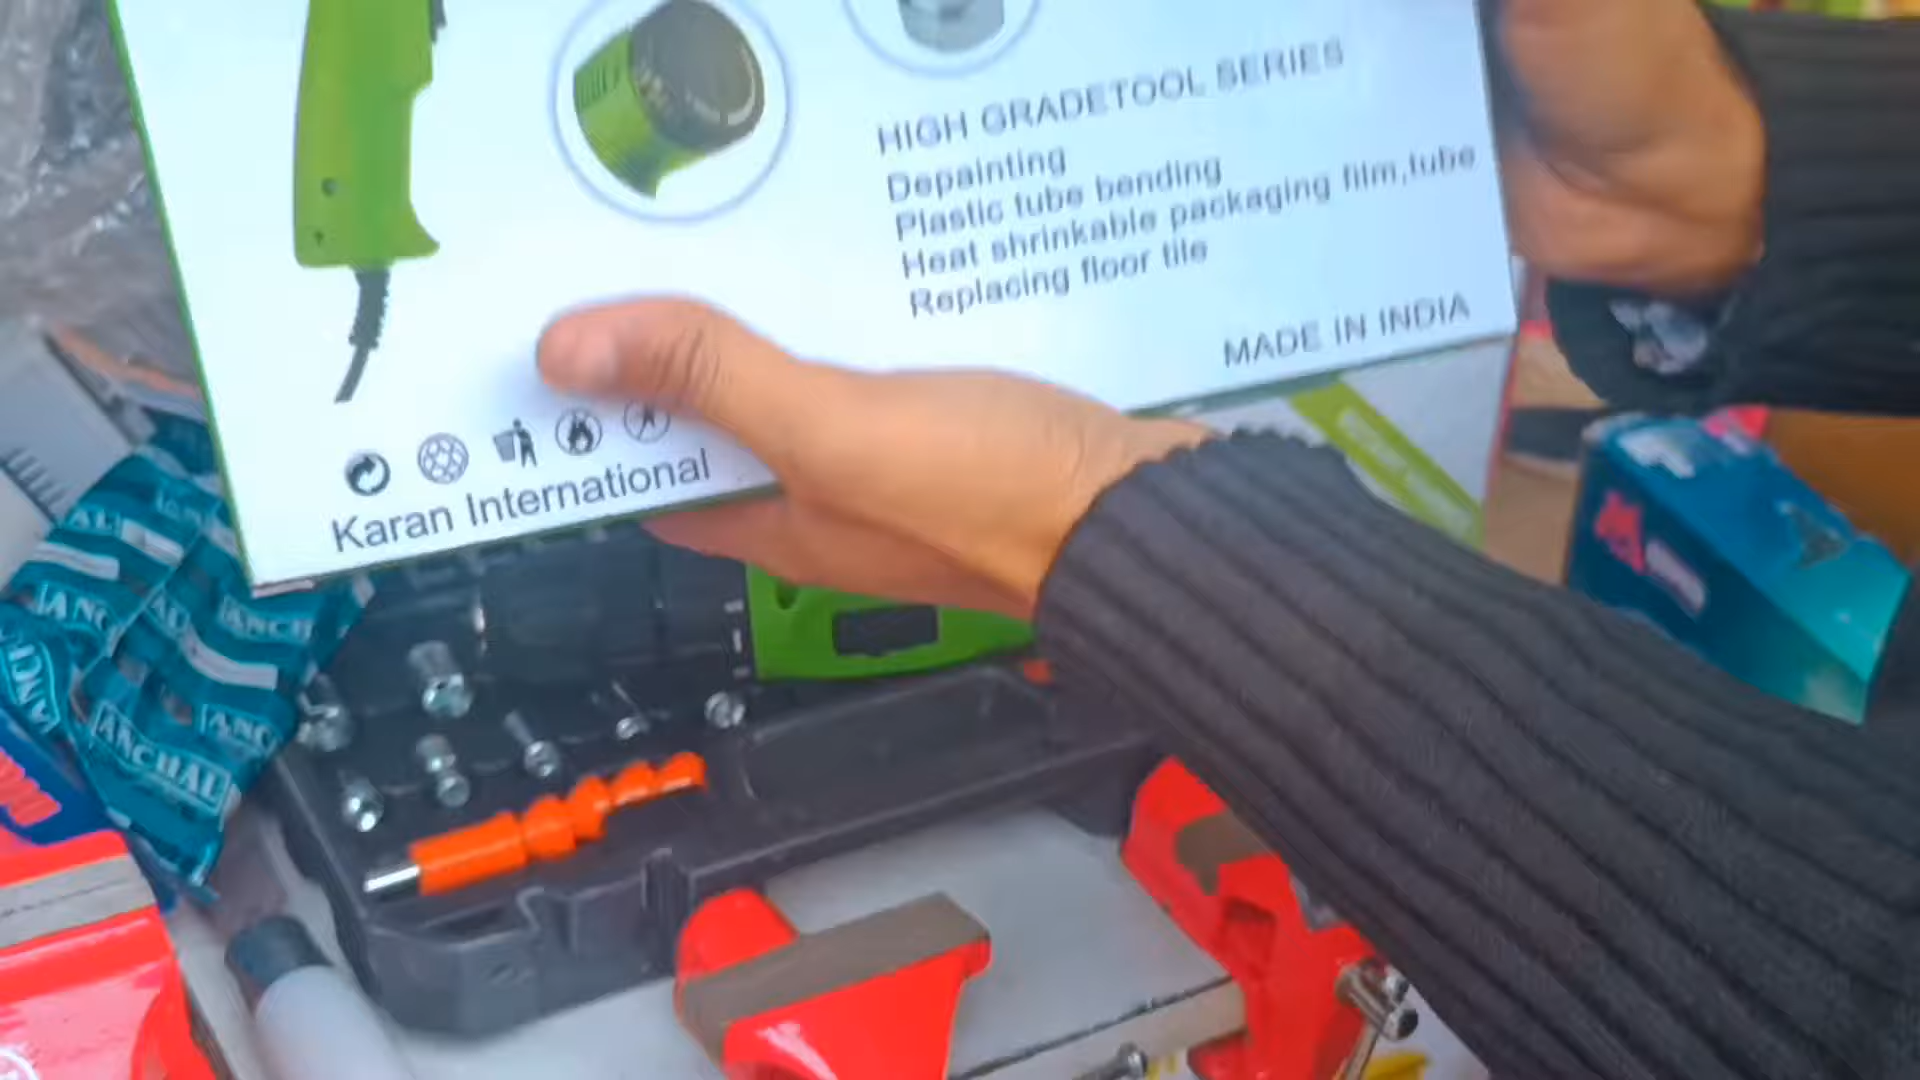 HIGH GRADETOOL SERIES
Depainting
Plastic tube bending
Heat shrinkable packaging film,tube
Replacing floor tile
MADE IN INDIA
Karan International
ANCHAL